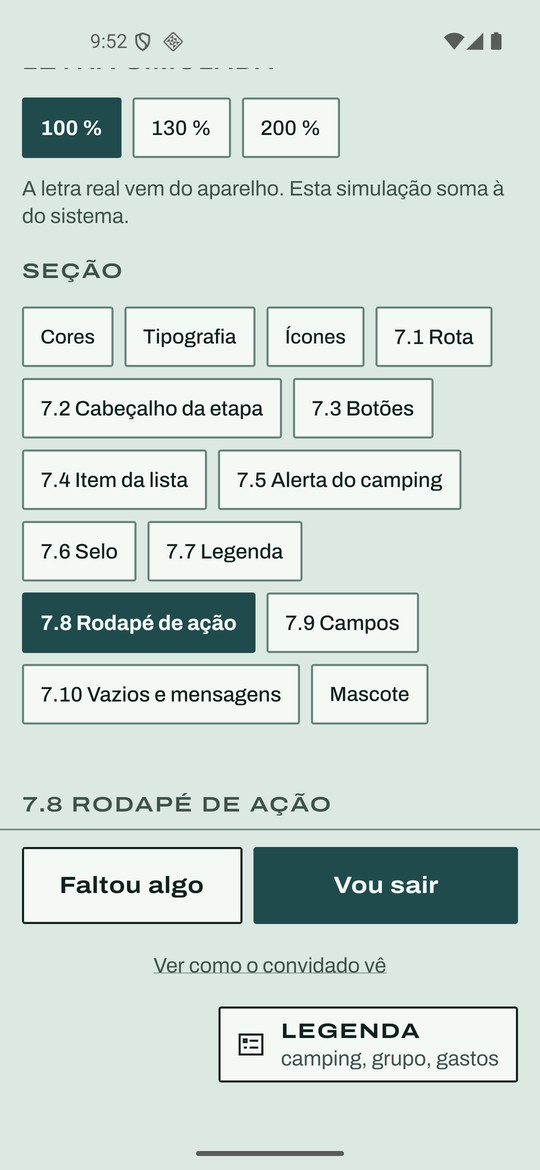 9:52
100 %
130 %
200 %
A letra real vem do aparelho. Esta simulação soma à
do sistema.
SEÇÃO
Cores
Tipografia
Ícones
7.1 Rota
7.2 Cabeçalho da etapa
7.3 Botões
7.4 Item da lista
7.5 Alerta do camping
7.6 Selo
7.7 Legenda
7.8 Rodapé de ação
7.9 Campos
7.10 Vazios e mensagens
Mascote
7.8 RODAPÉ DE AÇÃO
Faltou algo
Vou sair
Ver como o convidado vê
LEGENDA
camping, grupo, gastos